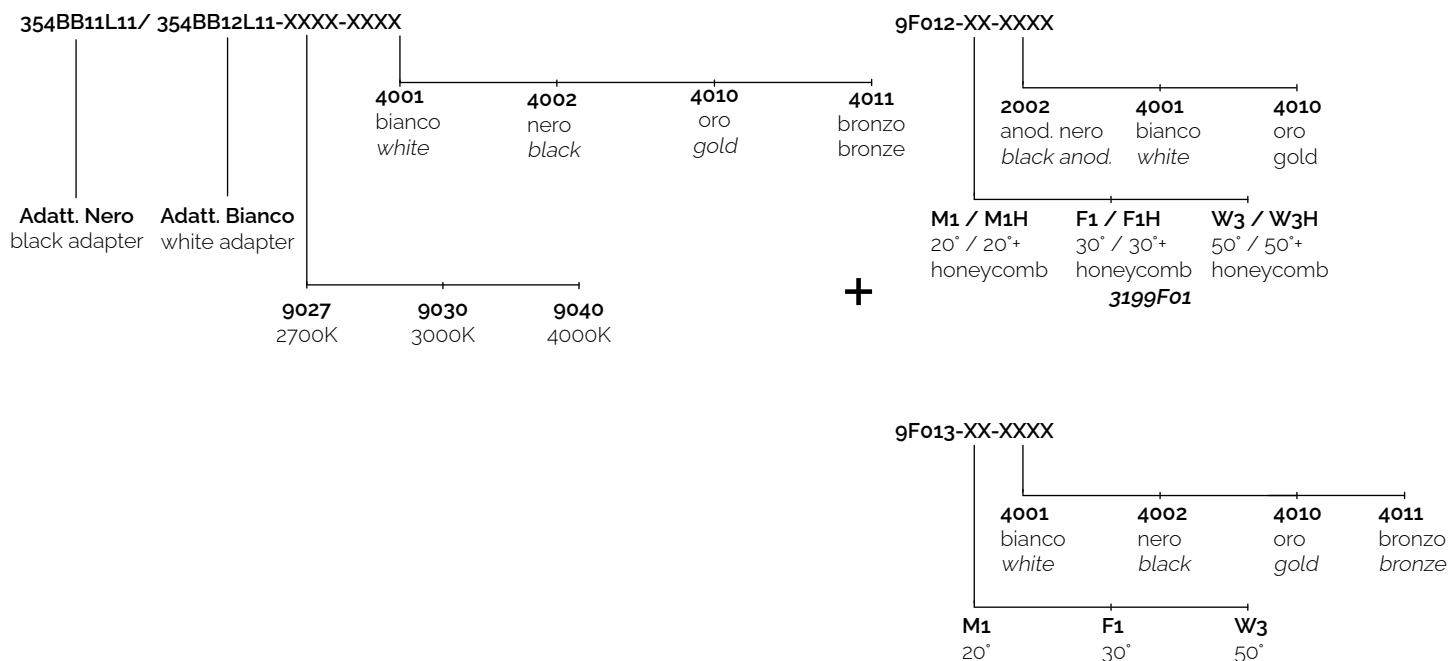 354BB11L11/ 354BB12L11-XXXX-XXXX
4001 4002 4010 4011
bianco nero oro bronzo
white black gold bronze
Adatt. Nero Adatt. Bianco
black adapter white adapter
9027 9030 9040
2700K 3000K 4000K
+
9F012-XX-XXXX
2002 4001 4010
anod. nero bianco oro
black anod. white gold
M1 / M1H F1 / F1H W3 / W3H
20° / 20°+ 30° / 30°+ 50° / 50°+
honeycomb honeycomb honeycomb
3199F01
9F013-XX-XXXX
4001 4002 4010 4011
bianco nero oro bronzo
white black gold bronze
M1 F1 W3
20° 30° 50°